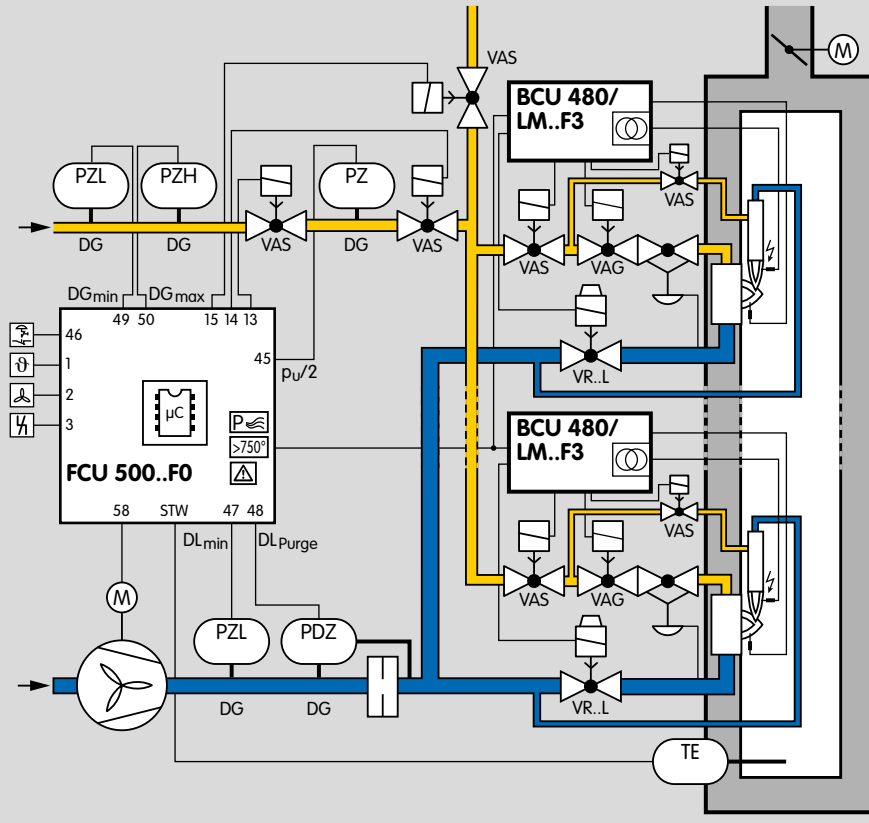 M
VAS
BCU 480/
LM..F3
PZL
PZH
PZ
VAS
DG
DG
VAS
DG
VAS
VAS
VAG
DGmin
DGmax
49
50
15
14
13
46
1
2
3
45
pU/2
VR..L
µC
P
>750°
FCU 500..F0
58
STW
47
48
DLmin
DLPurge
BCU 480/
LM..F3
VAS
VAS
VAG
M
PZL
PDZ
DG
DG
VR..L
TE
ϑ